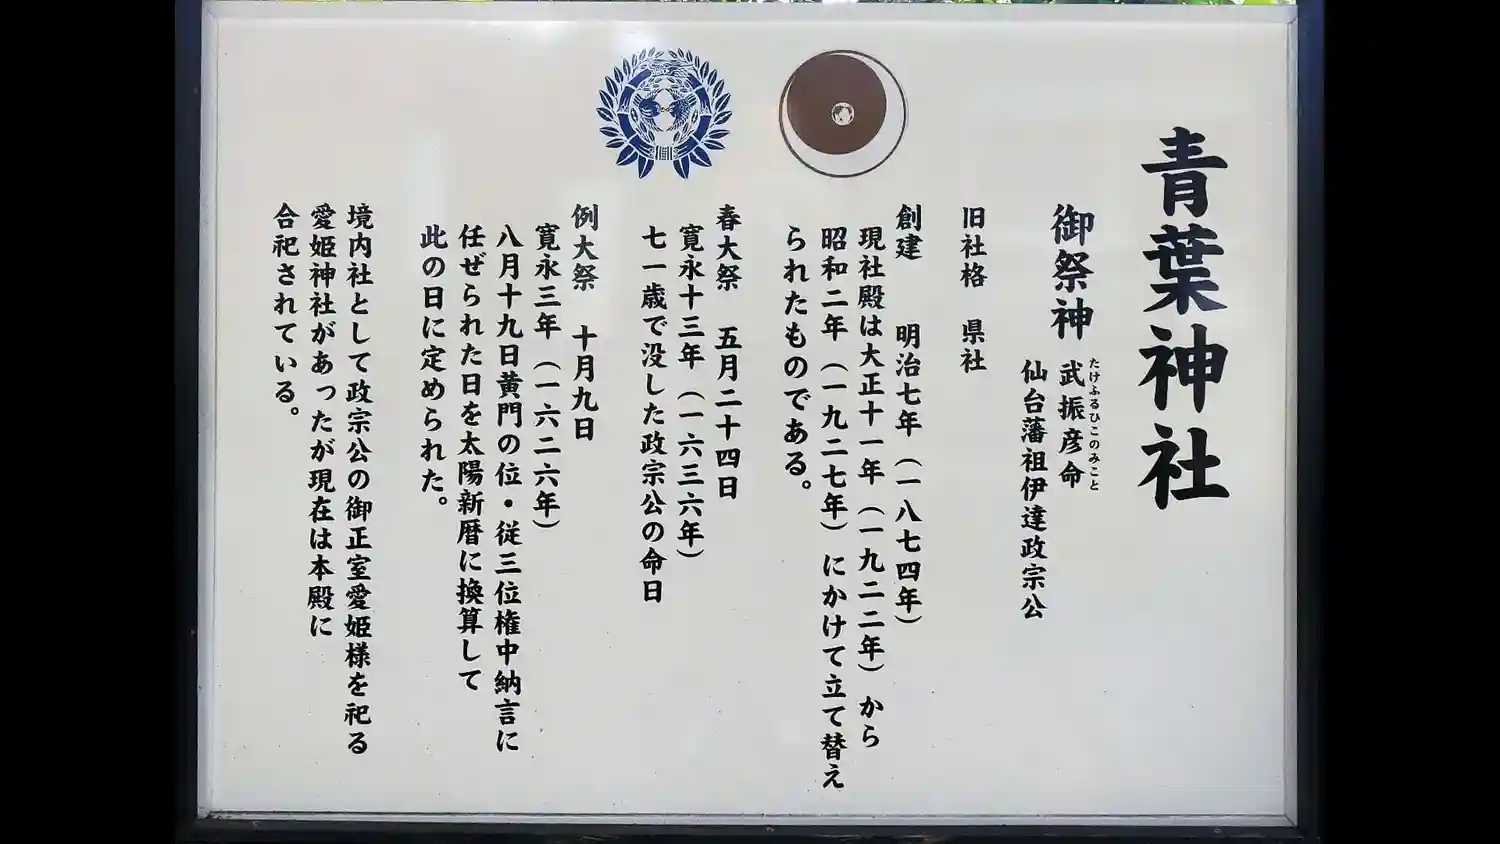 青葉神社
御祭神
武振彦命
たけふるひこのみこと
仙台藩祖伊達政宗公
旧社格　県社
創建　明治七年（一八七四年）
現社殿は大正十一年（一九二二年）から
昭和二年（一九二七年）にかけて立て替え
られたものである。
春大祭　五月二十四日
寛永十三年（一六三六年）
七一歳で没した政宗公の命日
例大祭　十月九日
寛永三年（一六二六年）
八月十九日黄門の位・従三位権中納言に
任ぜられた日を太陽新暦に換算して
此の日に定められた。
境内社として政宗公の御正室愛姫様を祀る
愛姫神社があったが現在は本殿に
合祀されている。